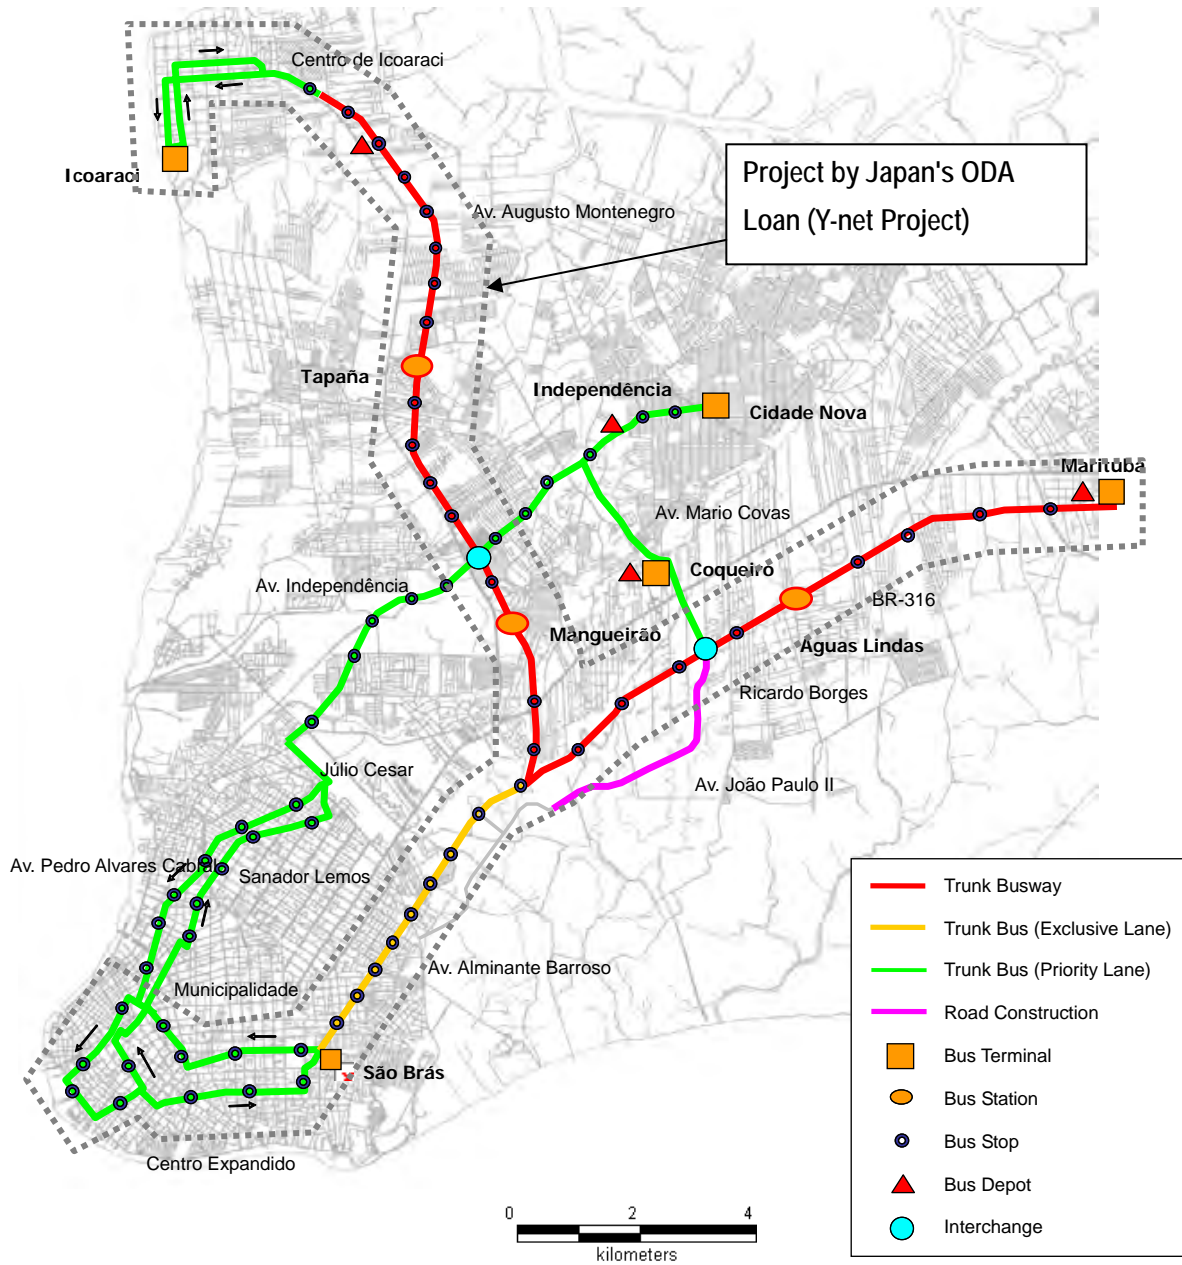 Centro de Icoaraci
Icoaraci
Project by Japan's ODA
Loan (Y-net Project)
Av. Augusto Montenegro
Tapaña
Independência
Cidade Nova
Marituba
Av. Mario Covas
Coqueiro
Av. Independência
BR-316
Mangueirão
Aguas Lindas
Ricardo Borges
Júlio Cesar
Av. João Paulo II
Av. Pedro Alvares Cabral
Sanador Lemos
Av. Alminante Barroso
Municipalidade
São Brás
Centro Expandido
Trunk Busway
Trunk Bus (Exclusive Lane)
Trunk Bus (Priority Lane)
Road Construction
Bus Terminal
Bus Station
Bus Stop
Bus Depot
Interchange
0 2 4
kilometers